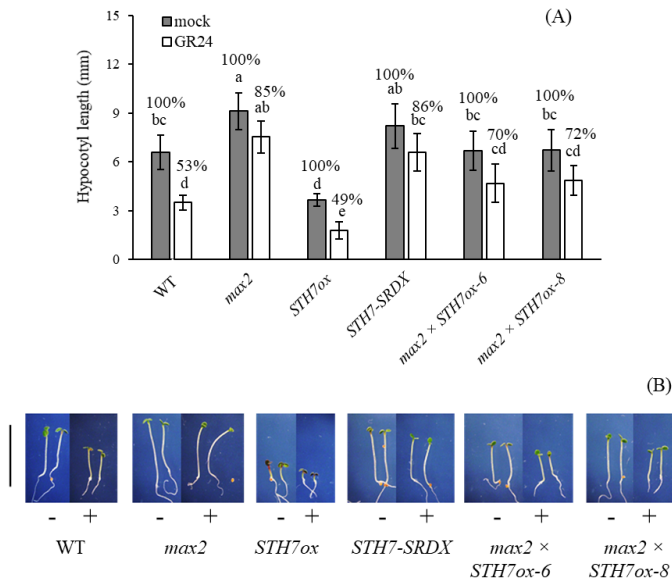 (A)
Hypocotyl length (mm)
15
12
9
6
3
0
mock
GR24
100%
bc
53%
d
100%
a
85%
ab
100%
d
49%
e
100%
ab
86%
bc
100%
bc
70%
cd
100%
bc
72%
cd
WT
max2
STH7ox
STH7-SRDX
max2 × STH7ox-6
max2 × STH7ox-8
(B)
- + - + - + - + - + - +
WT max2 STH7ox STH7-SRDX max2 × max2 ×
STH7ox-6 STH7ox-8